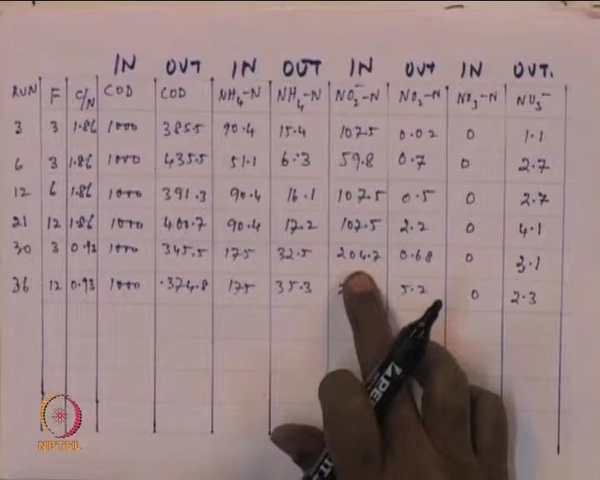 IN OUT IN OUT IN OUT IN OUT.
RUN F C/N COD COD NH4-N NH4-N NO2⁻-N NO2-N NO3-N NO3⁻
3 3 1.86 1000 385.5 90.4 15.4 107.5 0.02 0 1.1
6 3 1.86 1000 435.5 51.1 6.3 59.8 0.7 0 2.7
12 6 1.86 1000 391.3 90.4 16.1 107.5 0.5 0 2.7
21 12 1.86 1000 400.7 90.4 17.2 107.5 2.2 0 4.1
30 3 0.93 1000 345.5 175 32.5 204.7 0.68 0 3.1
36 12 0.93 1000 374.8 175 35.3 5.2 0 2.3
NPTEL